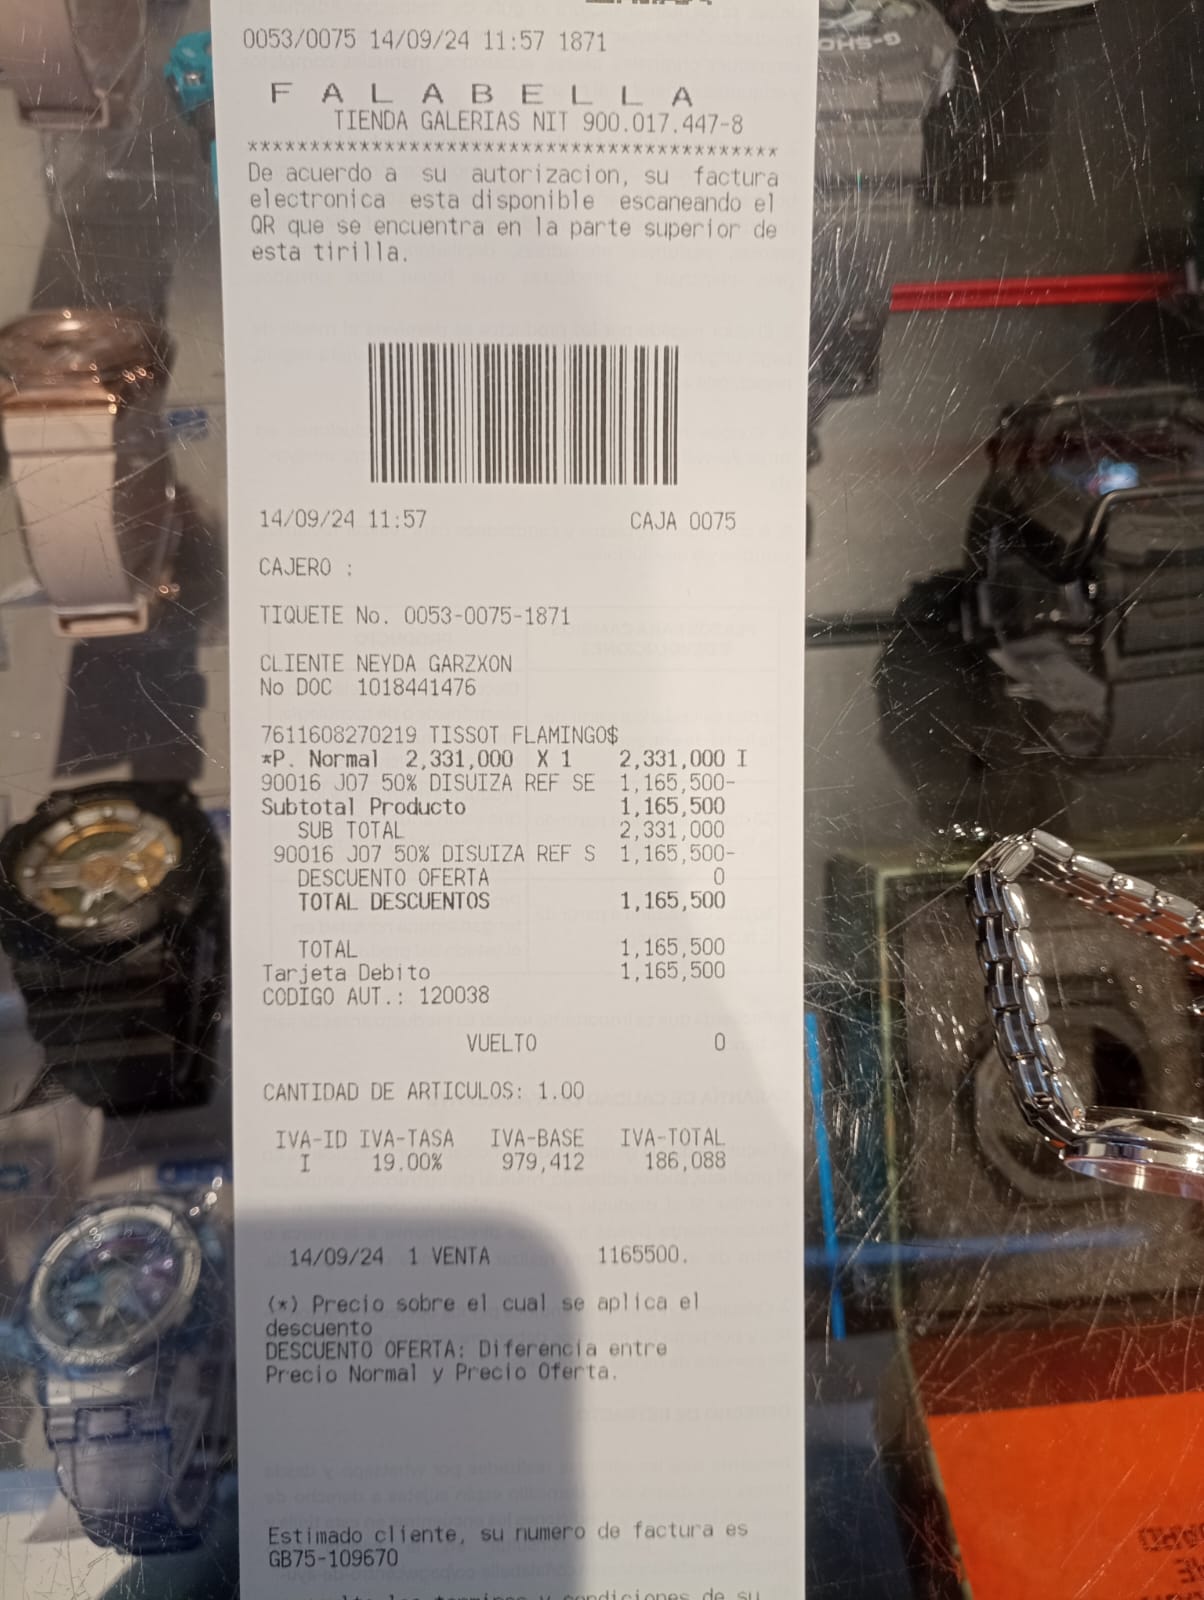 0053/0075 14/09/24 11:57 1871
FALABELLA
TIENDA GALERIAS NIT 900.017.447-8
********************************************
De acuerdo a su autorizacion, su factura
electronica esta disponible escaneando el
QR que se encuentra en la parte superior de
esta tirilla.
14/09/24 11:57 CAJA 0075
CAJERO :
TIQUETE No. 0053-0075-1871
CLIENTE NEYDA GARZXON
No DOC 1018441476
7611608270219 TISSOT FLAMINGO$
*P. Normal 2,331,000 X 1 2,331,000 I
90016 J07 50% DISUIZA REF SE 1,165,500-
Subtotal Producto 1,165,500
SUB TOTAL 2,331,000
90016 J07 50% DISUIZA REF S 1,165,500-
DESCUENTO OFERTA 0
TOTAL DESCUENTOS 1,165,500
TOTAL 1,165,500
Tarjeta Debito 1,165,500
CODIGO AUT.: 120038
VUELTO 0
CANTIDAD DE ARTICULOS: 1.00
IVA-ID IVA-TASA IVA-BASE IVA-TOTAL
I 19.00% 979,412 186,088
14/09/24 1 VENTA 1165500.
(*) Precio sobre el cual se aplica el
descuento
DESCUENTO OFERTA: Diferencia entre
Precio Normal y Precio Oferta.
Estimado cliente, su numero de factura es
GB75-109670
terminos y condiciones de su
G-SHOCK